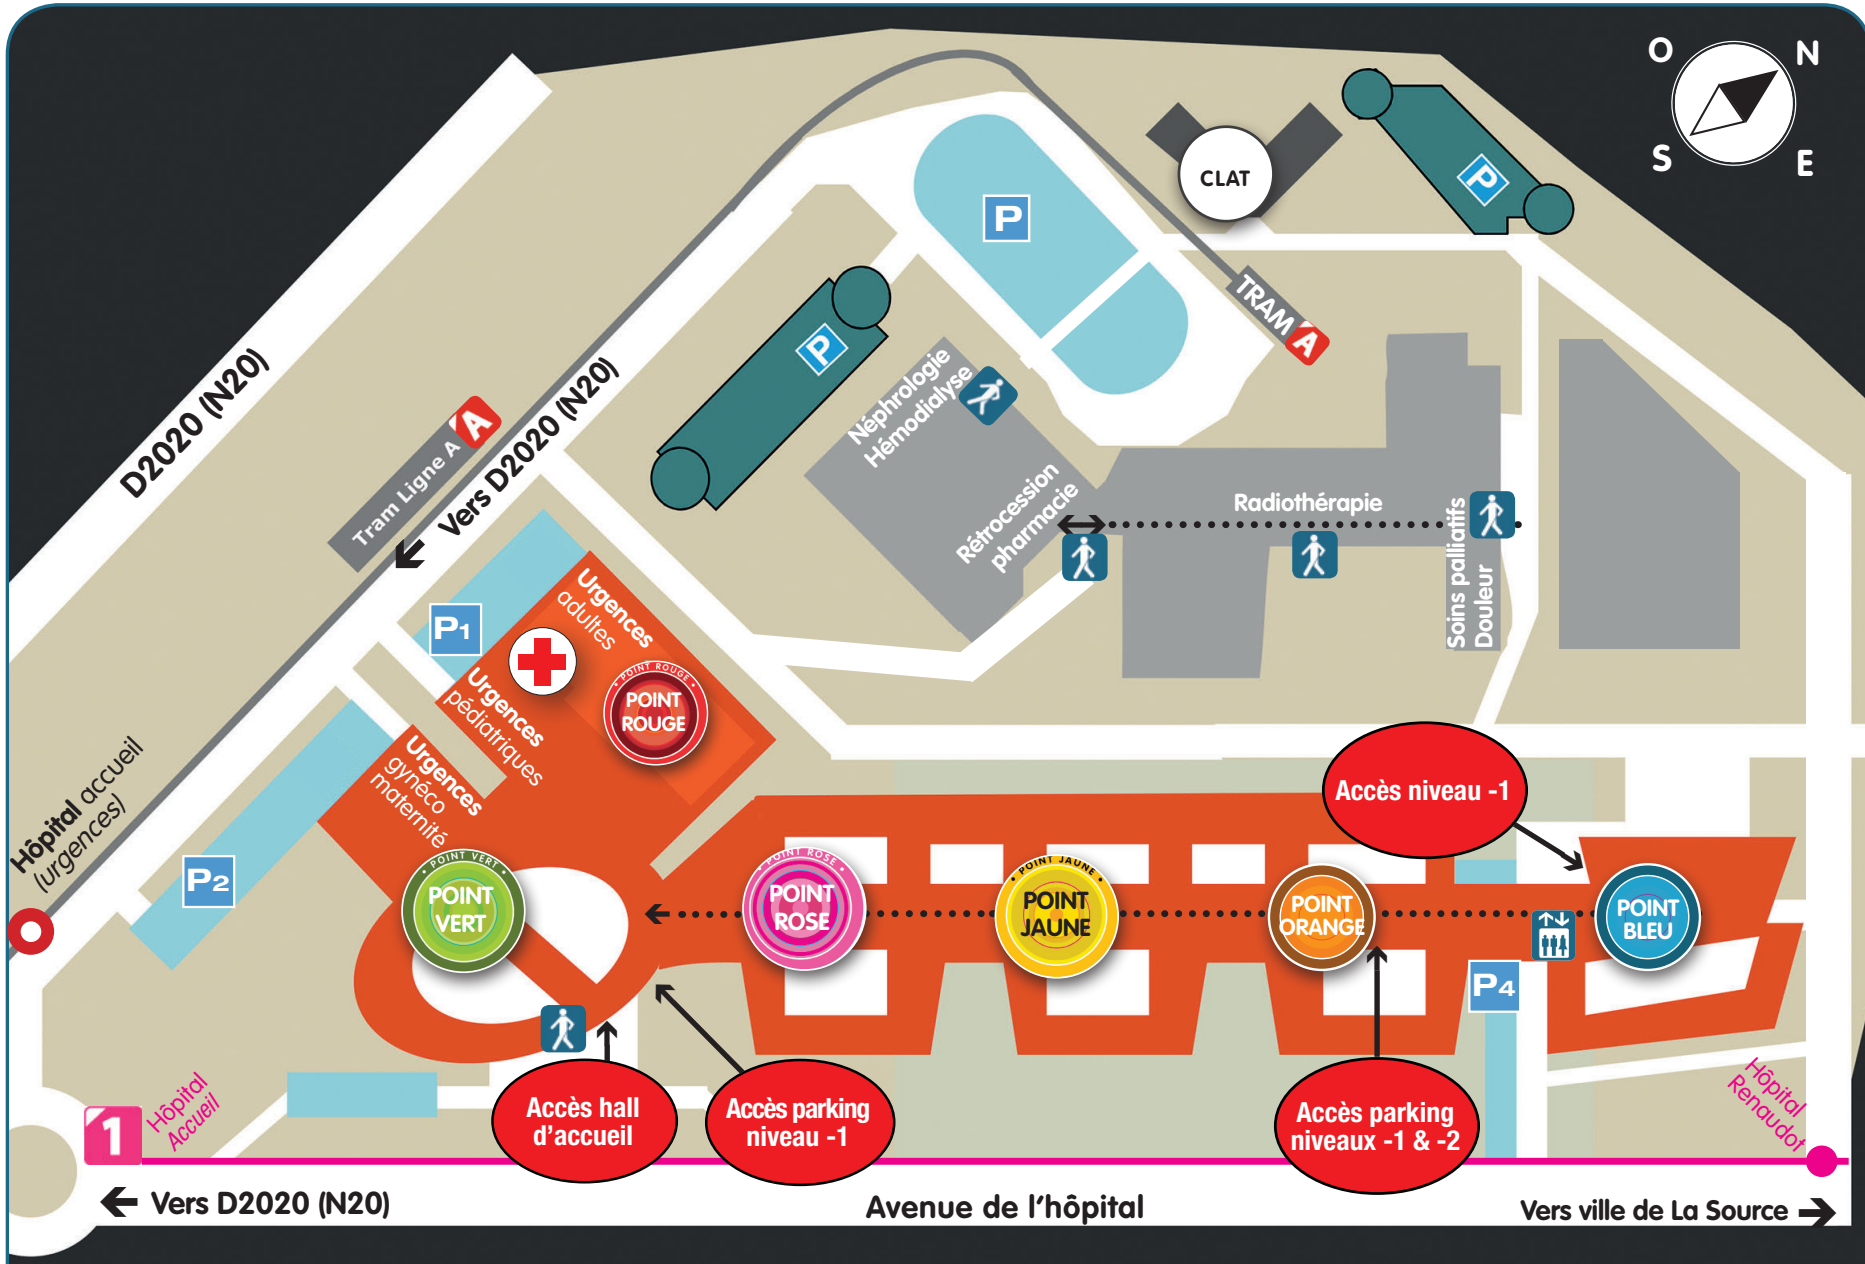 O
N
S
E
CLAT
P
P
P
TRAM A
D2020 (N20)
Tram Ligne A A
Vers D2020 (N20)
Néphrologie
Hémodialyse
Rétrocession
pharmacie
Radiothérapie
Soins palliatifs
Douleur
P1
Urgences
adultes
Urgences
pédiatriques
Urgences
gynéco
maternité
• POINT ROUGE •
POINT
ROUGE
Hôpital accueil
(urgences)
P2
Accès niveau -1
• POINT VERT •
POINT
VERT
• POINT ROSE •
POINT
ROSE
• POINT JAUNE •
POINT
JAUNE
POINT
ORANGE
POINT
BLEU
P4
Accès hall
d'accueil
Accès parking
niveau -1
Accès parking
niveaux -1 & -2
1
Hôpital
Accueil
Hôpital
Renaudot
Vers D2020 (N20)
Avenue de l'hôpital
Vers ville de La Source